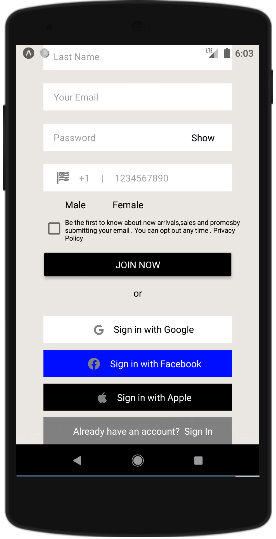 LTE 6:03
Last Name
Your Email
Password Show
+1 | 1234567890
Male Female
Be the first to know about new arrivals,sales and promosby
submitting your email . You can opt out any time . Privacy
Policy
JOIN NOW
or
G Sign in with Google
Sign in with Facebook
Sign in with Apple
Already have an account? Sign In